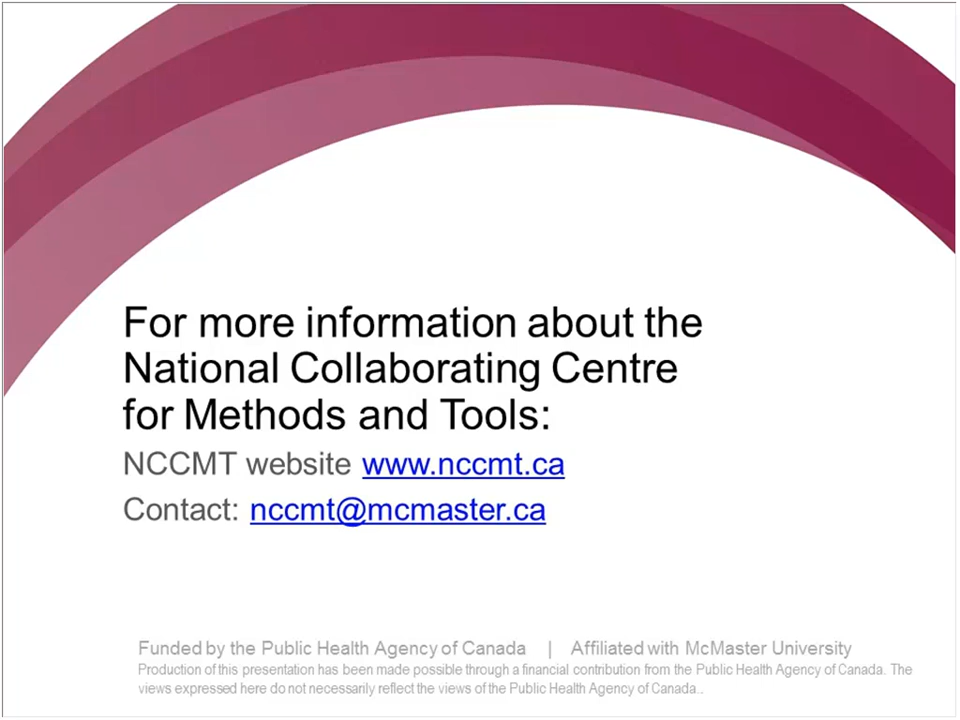 For more information about the
National Collaborating Centre
for Methods and Tools:
NCCMT website www.nccmt.ca
Contact: nccmt@mcmaster.ca
Funded by the Public Health Agency of Canada | Affiliated with McMaster University
Production of this presentation has been made possible through a financial contribution from the Public Health Agency of Canada. The
views expressed here do not necessarily reflect the views of the Public Health Agency of Canada..